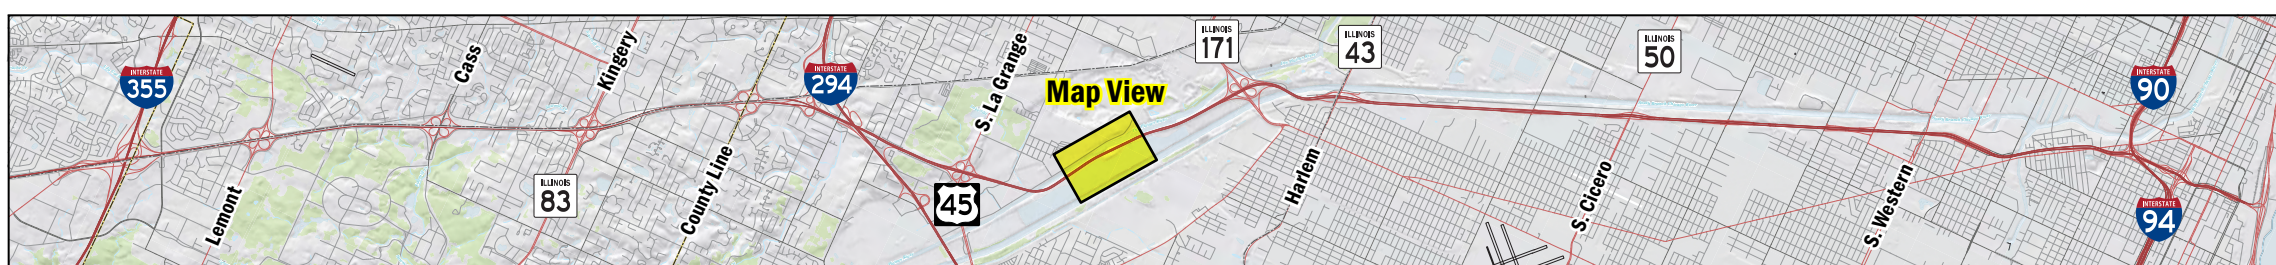 INTERSTATE
355
Lemont
Cass
ILLINOIS
83
Kingery
County Line
INTERSTATE
294
45
S. La Grange
Map View
ILLINOIS
171
Harlem
ILLINOIS
43
S. Cicero
ILLINOIS
50
S. Western
INTERSTATE
90
INTERSTATE
94